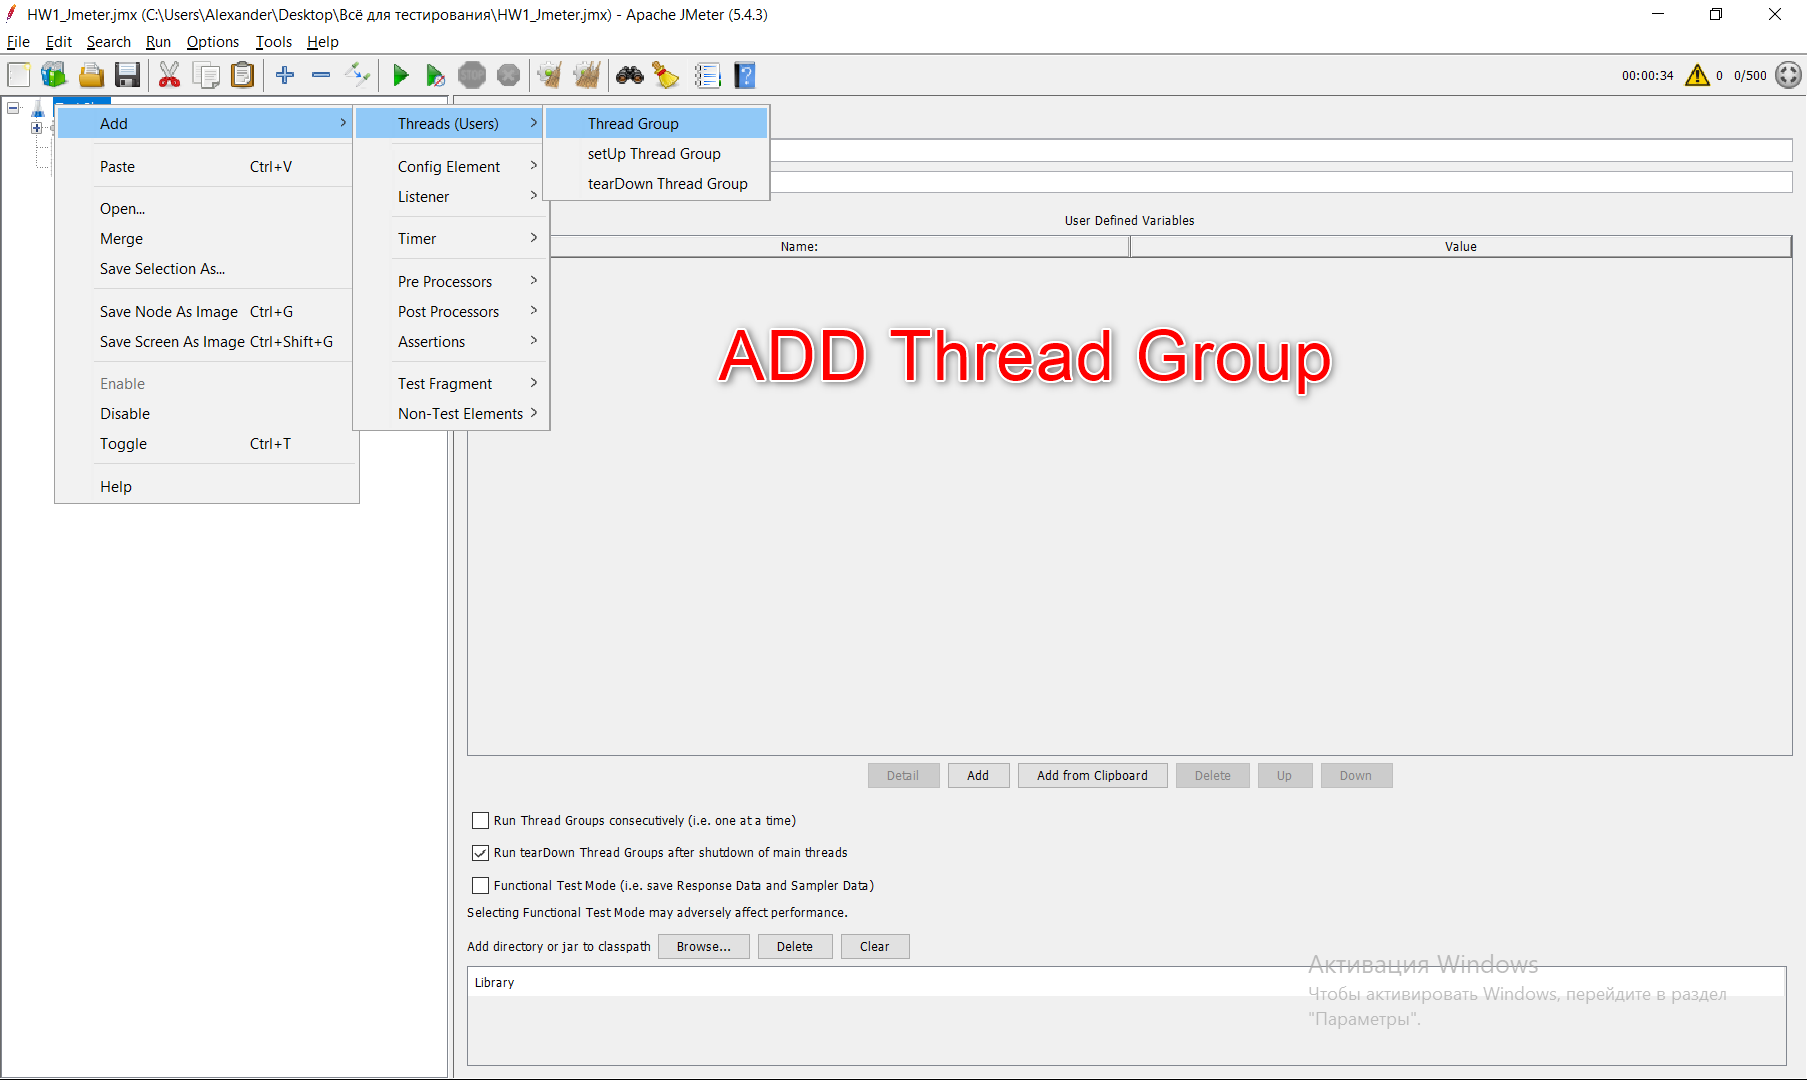 HW1_Jmeter.jmx (C:\Users\Alexander\Desktop\Всё для тестирования\HW1_Jmeter.jmx) - Apache JMeter (5.4.3)
File Edit Search Run Options Tools Help
STOP
00:00:34 0 0/500
Add
Paste Ctrl+V
Open...
Merge
Save Selection As...
Save Node As Image Ctrl+G
Save Screen As Image Ctrl+Shift+G
Enable
Disable
Toggle Ctrl+T
Help
Threads (Users)
Config Element
Listener
Timer
Pre Processors
Post Processors
Assertions
Test Fragment
Non-Test Elements
Thread Group
setUp Thread Group
tearDown Thread Group
User Defined Variables
Name: Value
ADD Thread Group
Detail Add Add from Clipboard Delete Up Down
Run Thread Groups consecutively (i.e. one at a time)
Run tearDown Thread Groups after shutdown of main threads
Functional Test Mode (i.e. save Response Data and Sampler Data)
Selecting Functional Test Mode may adversely affect performance.
Add directory or jar to classpath Browse... Delete Clear
Library
Активация Windows
Чтобы активировать Windows, перейдите в раздел
"Параметры".